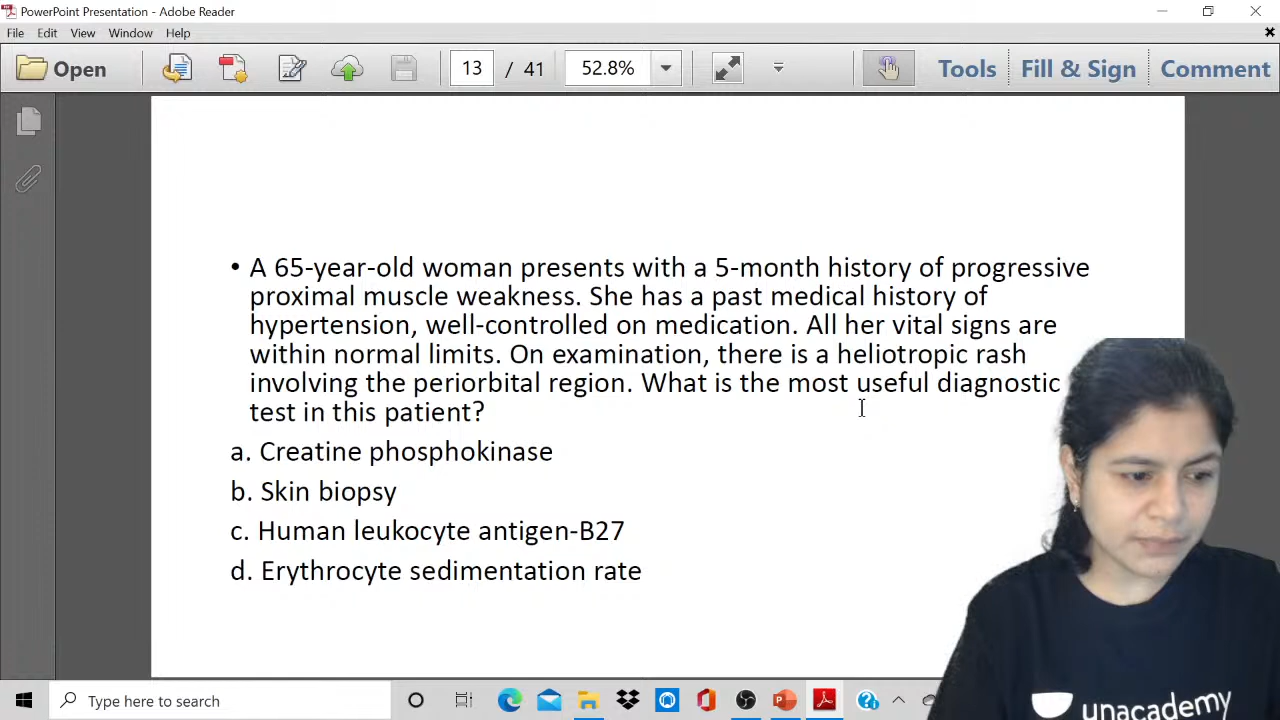 PowerPoint Presentation - Adobe Reader
File Edit View Window Help
Open 13 / 41 52.8% Tools Fill & Sign Comment
• A 65-year-old woman presents with a 5-month history of progressive
proximal muscle weakness. She has a past medical history of
hypertension, well-controlled on medication. All her vital signs are
within normal limits. On examination, there is a heliotropic rash
involving the periorbital region. What is the most useful diagnostic
test in this patient?
a. Creatine phosphokinase
b. Skin biopsy
c. Human leukocyte antigen-B27
d. Erythrocyte sedimentation rate
Type here to search
unacademy